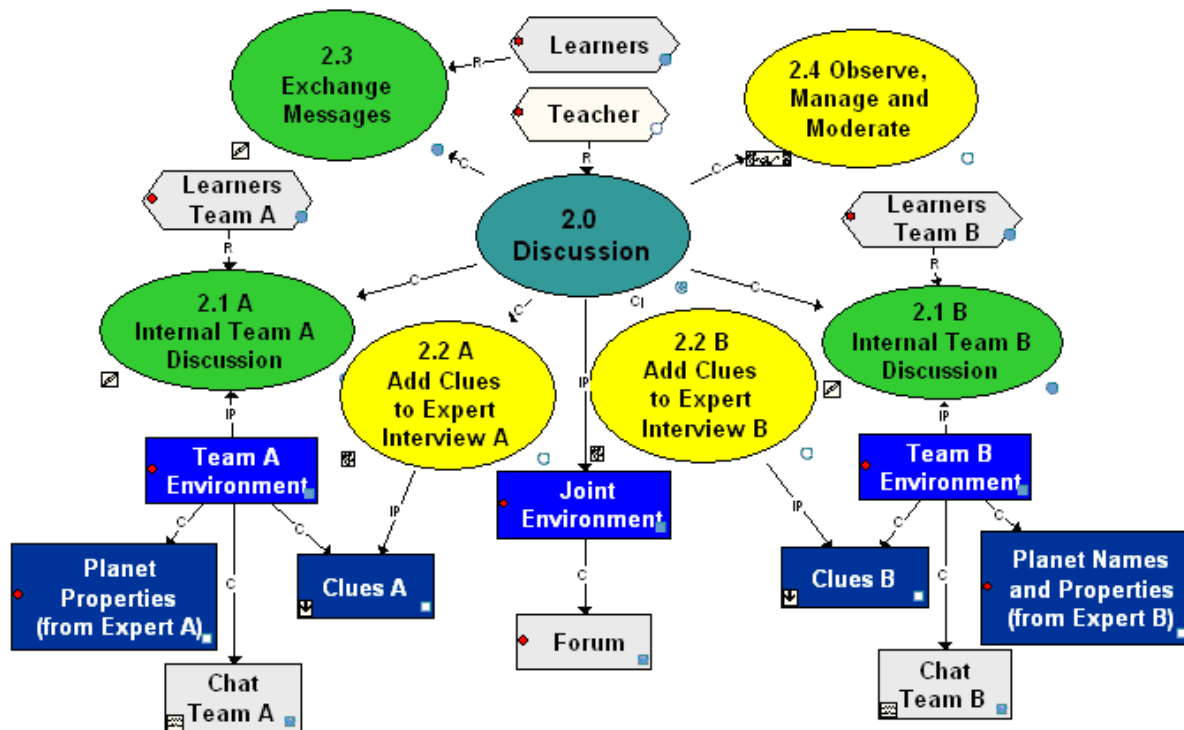 2.3
Exchange
Messages
Learners
R
Teacher
R
2.4 Observe,
Manage and
Moderate
C
C
Learners
Team A
R
2.0
Discussion
Learners
Team B
R
C
C
C
C
2.1 A
Internal Team A
Discussion
2.2 A
Add Clues
to Expert
Interview A
IP
2.2 B
Add Clues
to Expert
Interview B
2.1 B
Internal Team B
Discussion
IP
IP
Team A
Environment
Joint
Environment
Team B
Environment
C
C
C
IP
IP
C
C
C
C
Planet
Properties
(from Expert A)
Clues A
Forum
Clues B
Planet Names
and Properties
(from Expert B)
Chat
Team A
Chat
Team B